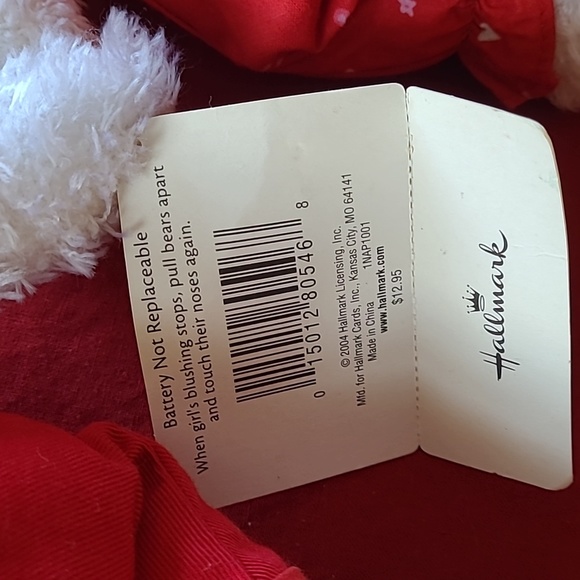 Battery Not Replaceable
When girl's blushing stops, pull bears apart
and touch their noses again.
0 15012 80546 8
© 2004 Hallmark Licensing, Inc.
Mfd. for Hallmark Cards, Inc., Kansas City, MO 64141
Made in China 1NAP1001
www.hallmark.com
$12.95
Hallmark